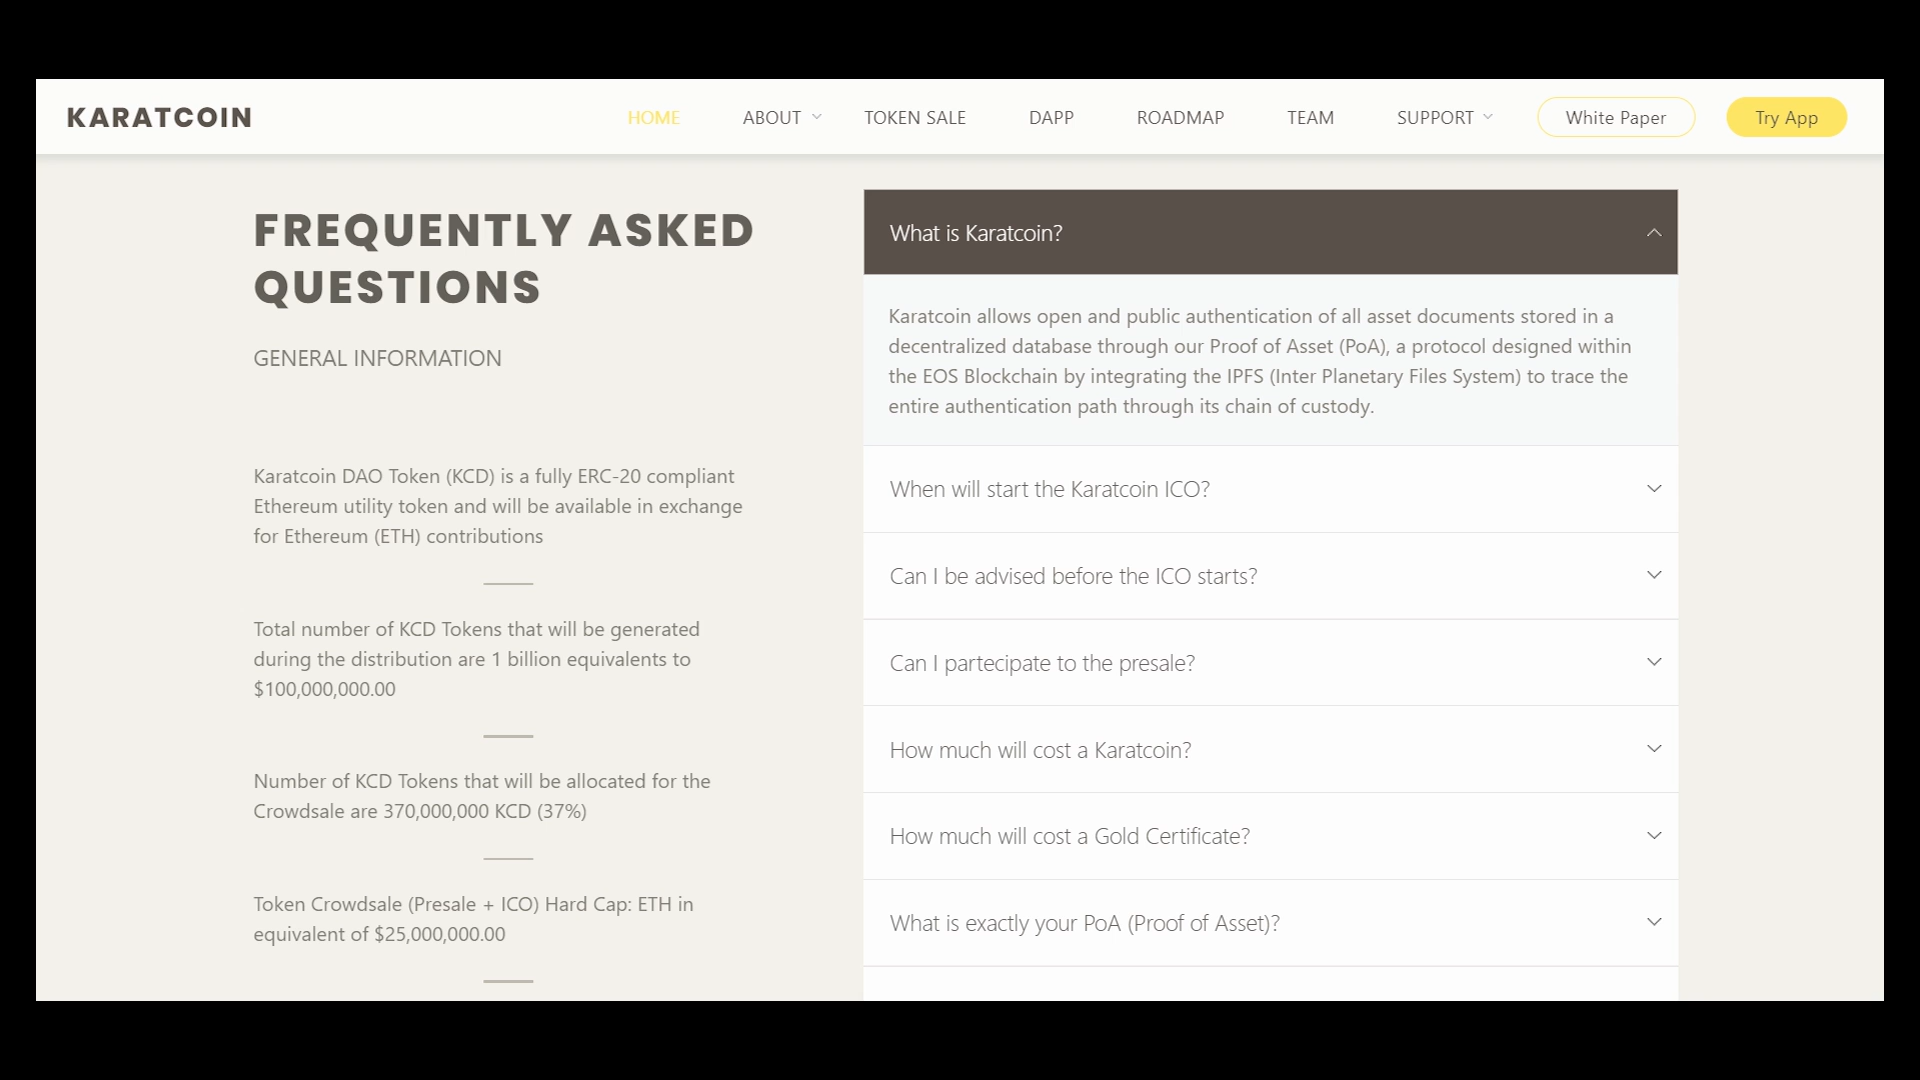 KARATCOIN
HOME ABOUT TOKEN SALE DAPP ROADMAP TEAM SUPPORT White Paper Try App
FREQUENTLY ASKED
QUESTIONS
GENERAL INFORMATION
Karatcoin DAO Token (KCD) is a fully ERC-20 compliant
Ethereum utility token and will be available in exchange
for Ethereum (ETH) contributions
Total number of KCD Tokens that will be generated
during the distribution are 1 billion equivalents to
$100,000,000.00
Number of KCD Tokens that will be allocated for the
Crowdsale are 370,000,000 KCD (37%)
Token Crowdsale (Presale + ICO) Hard Cap: ETH in
equivalent of $25,000,000.00
What is Karatcoin?
Karatcoin allows open and public authentication of all asset documents stored in a
decentralized database through our Proof of Asset (PoA), a protocol designed within
the EOS Blockchain by integrating the IPFS (Inter Planetary Files System) to trace the
entire authentication path through its chain of custody.
When will start the Karatcoin ICO?
Can I be advised before the ICO starts?
Can I partecipate to the presale?
How much will cost a Karatcoin?
How much will cost a Gold Certificate?
What is exactly your PoA (Proof of Asset)?